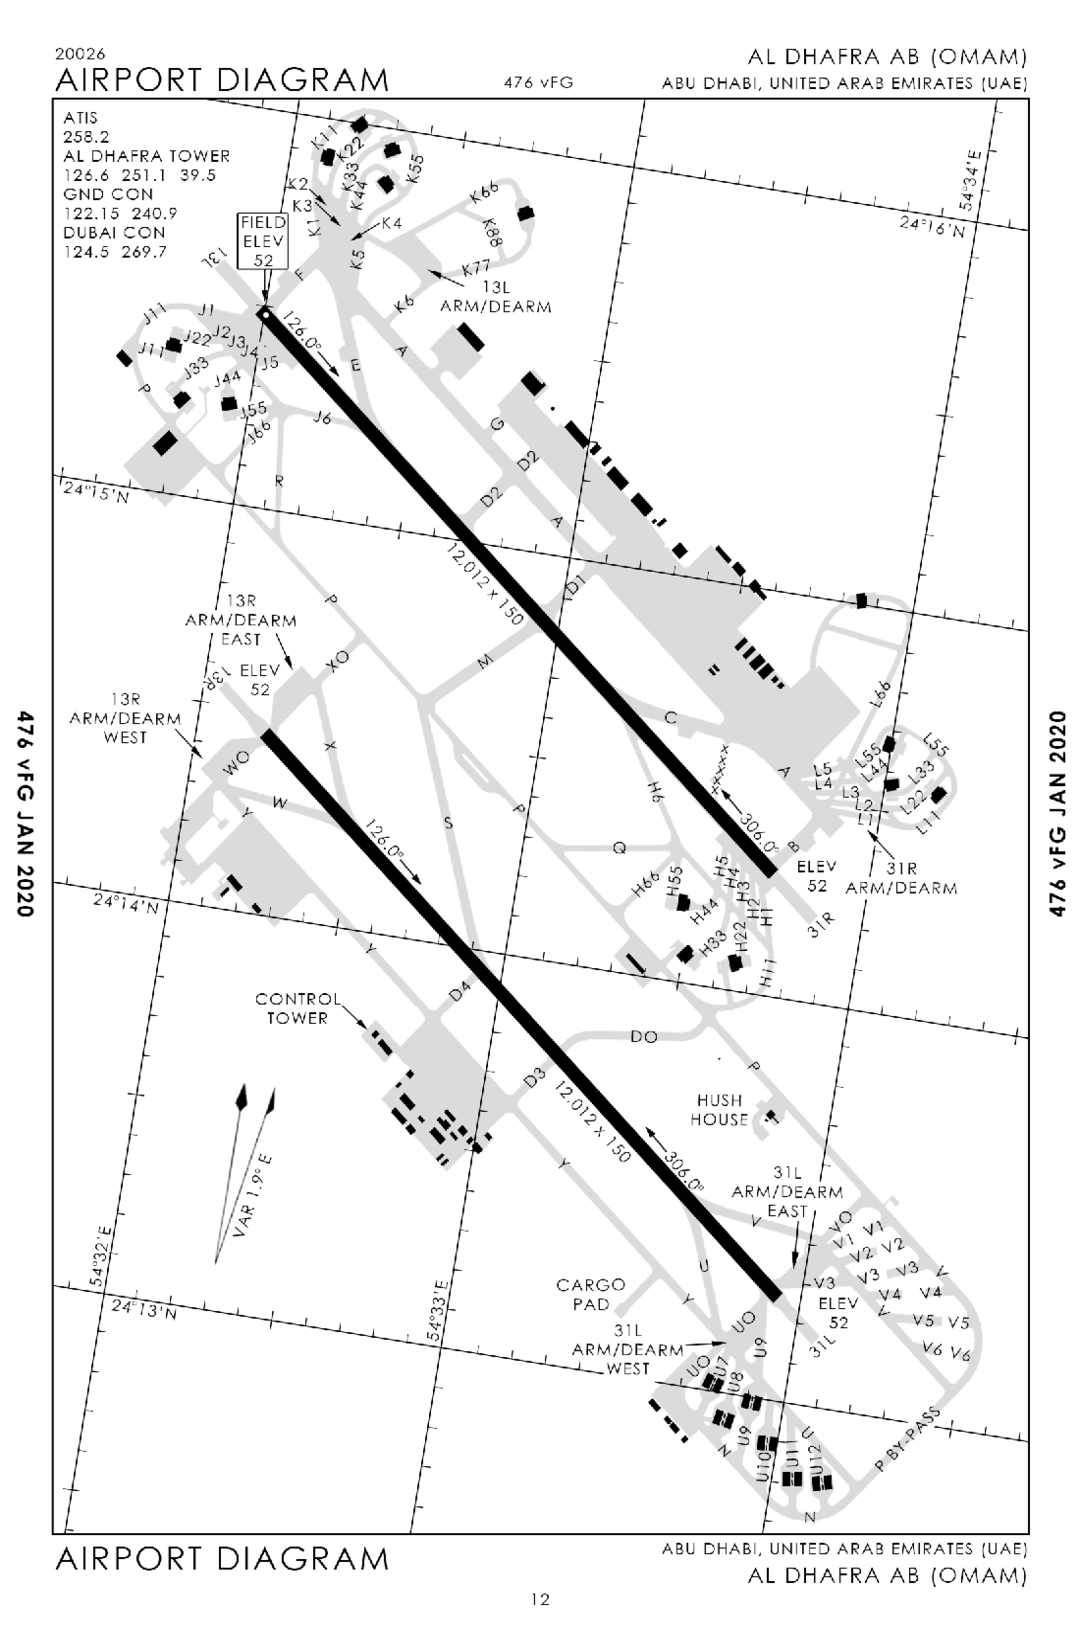 20026
AIRPORT DIAGRAM
476 vFG
AL DHAFRA AB (OMAM)
ABU DHABI, UNITED ARAB EMIRATES (UAE)
ATIS
258.2
AL DHAFRA TOWER
126.6 251.1 39.5
GND CON
122.15 240.9
DUBAI CON
124.5 269.7
FIELD
ELEV
52
K11
K22
K33
K44
K55
K2
K3
K1
K4
K5
K66
K88
K77
K6
13L
ARM/DEARM
54°34'E
24°16'N
13L
F
J11
J1
J2
J3
J4
J5
J22
J11
J33
J44
J55
J66
J6
P
126.0°
E
A
G
D2
D2
A
R
24°15'N
12,012 x 150
D1
13R
ARM/DEARM
EAST
P
XO
M
13R
ELEV
52
13R
ARM/DEARM
WEST
WO
W
Y
X
C
H6
XXXXX
A
L66
L55
L55
L44
L33
L5
L4
L3
L2
L1
L22
L11
126.0°
S
P
Q
306.0°
B
ELEV
52
31R
ARM/DEARM
31R
H66
H55
H5
H4
H3
H2
H1
H44
H33
H22
H11
24°14'N
Y
D4
CONTROL
TOWER
DO
D3
12,012 x 150
P
HUSH
HOUSE
VAR 1.9° E
Y
306.0°
31L
ARM/DEARM
EAST
V
VO
V1
V1
V2
V2
V3
V3
V3
V
V4
V4
V
V5
V5
V6
V6
54°32'E
24°13'N
54°33'E
U
CARGO
PAD
Y
ELEV
52
31L
UO
U9
31L
ARM/DEARM
WEST
UO
U7
U8
U9
N
U10
U11
U12
U
N
P BY-PASS
476 vFG JAN 2020
476 vFG JAN 2020
AIRPORT DIAGRAM
ABU DHABI, UNITED ARAB EMIRATES (UAE)
AL DHAFRA AB (OMAM)
12